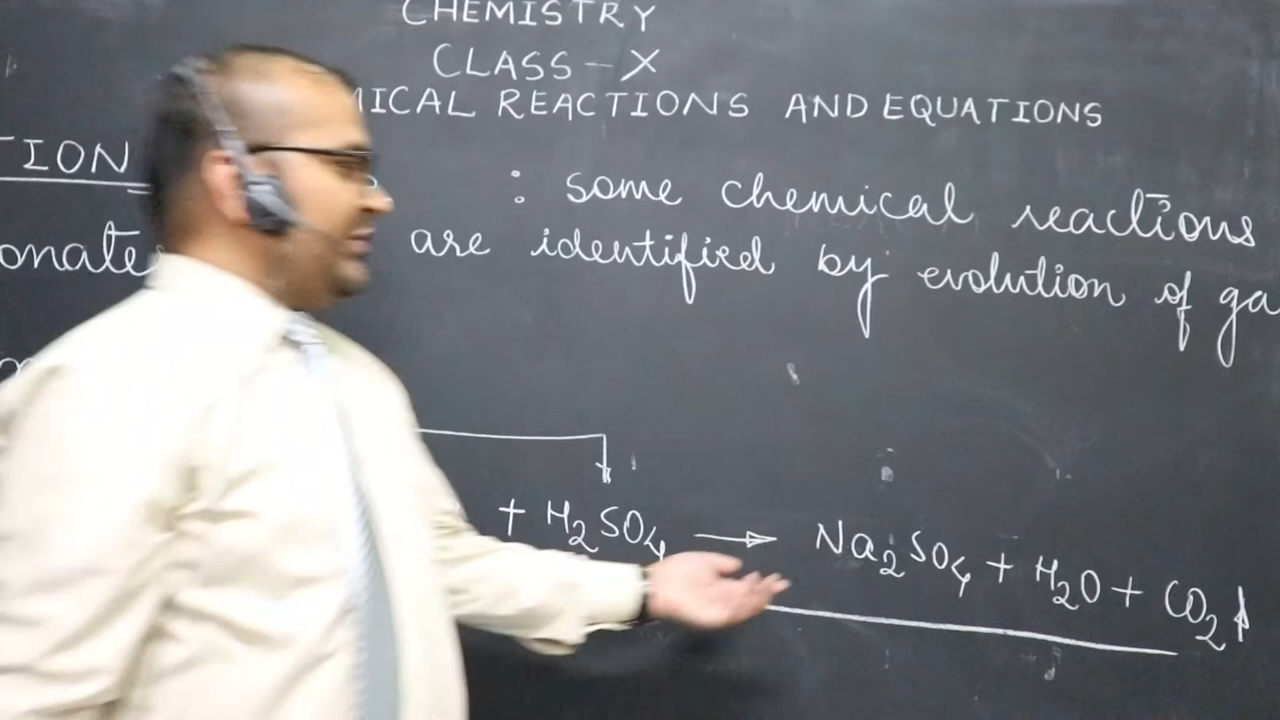 CHEMISTRY
CLASS-X
MICAL REACTIONS AND EQUATIONS
TION : some chemical reactions
onate are identified by evolution of ga
+ H₂SO₄ → Na₂SO₄ + H₂O + CO₂↑